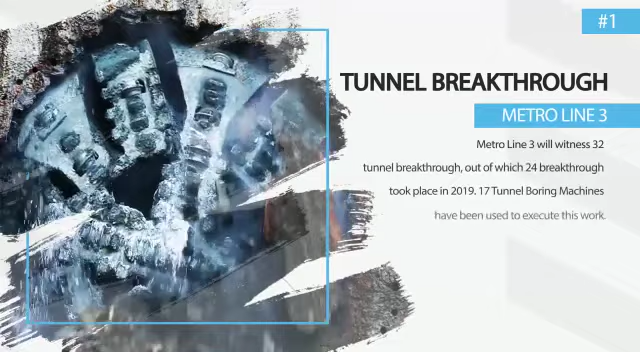 #1
TUNNEL BREAKTHROUGH
METRO LINE 3
Metro Line 3 will witness 32
tunnel breakthrough, out of which 24 breakthrough
took place in 2019. 17 Tunnel Boring Machines
have been used to execute this work.